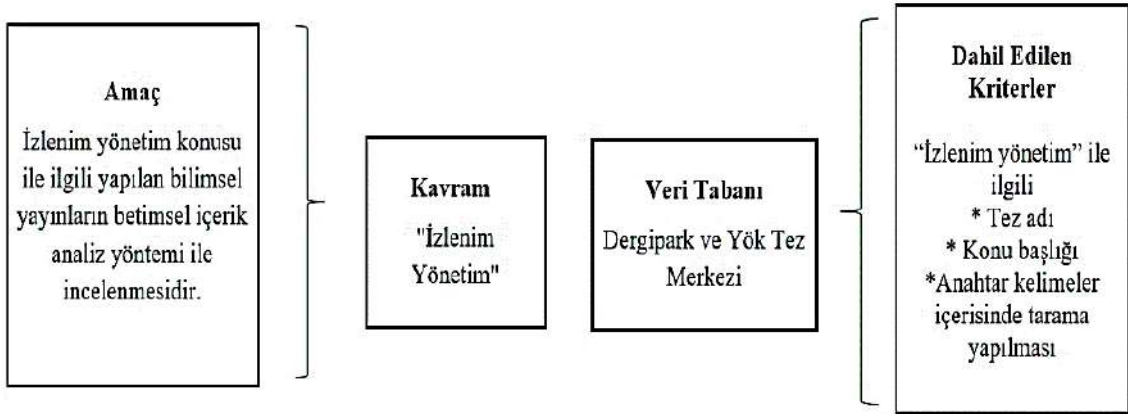 Amaç
İzlenim yönetim konusu
ile ilgili yapılan bilimsel
yayınların betimsel içerik
analiz yöntemi ile
incelenmesidir.
Kavram
"İzlenim
Yönetim"
Veri Tabanı
Dergipark ve Yök Tez
Merkezi
Dahil Edilen
Kriterler
“İzlenim yönetim” ile
ilgili
* Tez adı
* Konu başlığı
*Anahtar kelimeler
içerisinde tarama
yapılması